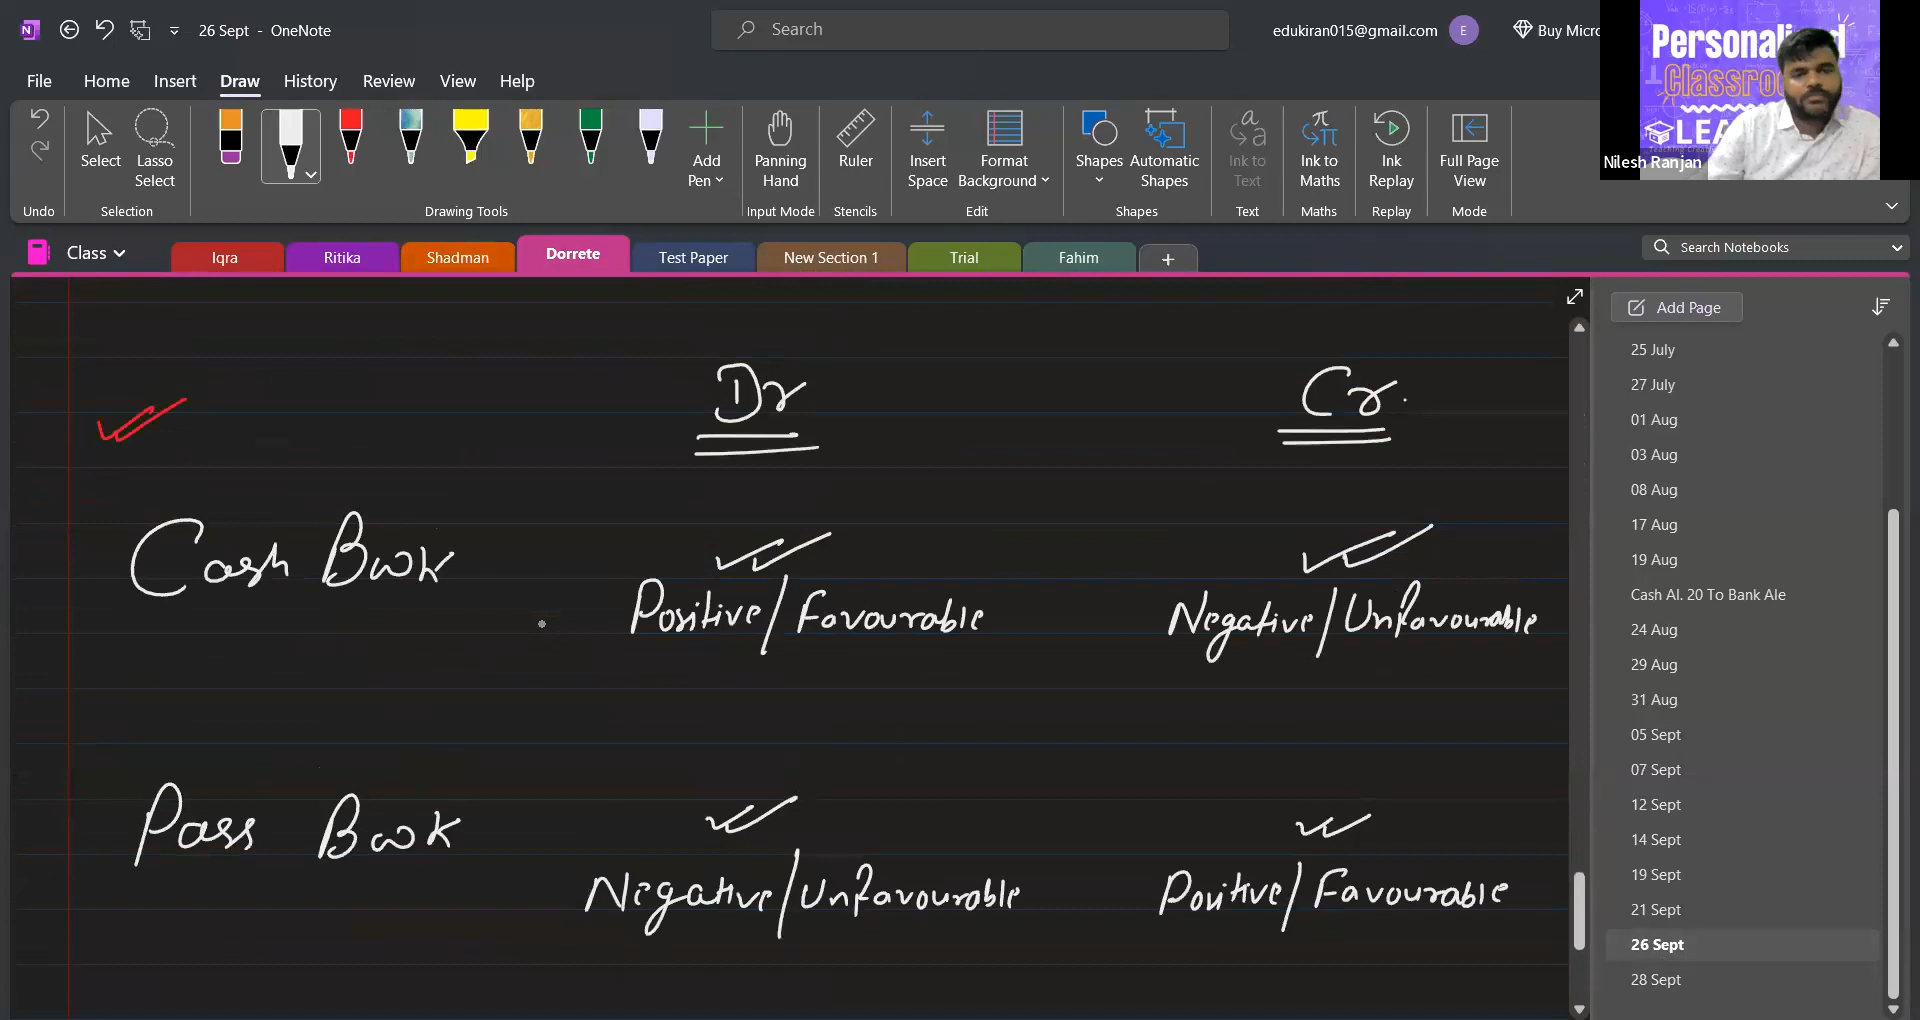 26 Sept - OneNote
Search
edukiran015@gmail.com E Buy Micro
File Home Insert Draw History Review View Help
Select Lasso Select
Add Pen
Panning Hand
Ruler
Insert Space
Format Background
Shapes Automatic Shapes
Ink to Text
Ink to Maths
Ink Replay
Full Page View
Undo Selection Drawing Tools Input Mode Stencils Edit Shapes Text Maths Replay Mode
Personalized
Classroo
LEA
Nilesh Ranjan
Class Iqra Ritika Shadman Dorrete Test Paper New Section 1 Trial Fahim +
Search Notebooks
Dr Cr.
Cash Book
Positive/Favourable Negative/Unfavourable
Pass Book
Negative/Unfavourable Positive/Favourable
Add Page
25 July
27 July
01 Aug
03 Aug
08 Aug
17 Aug
19 Aug
Cash Al. 20 To Bank Ale
24 Aug
29 Aug
31 Aug
05 Sept
07 Sept
12 Sept
14 Sept
19 Sept
21 Sept
26 Sept
28 Sept